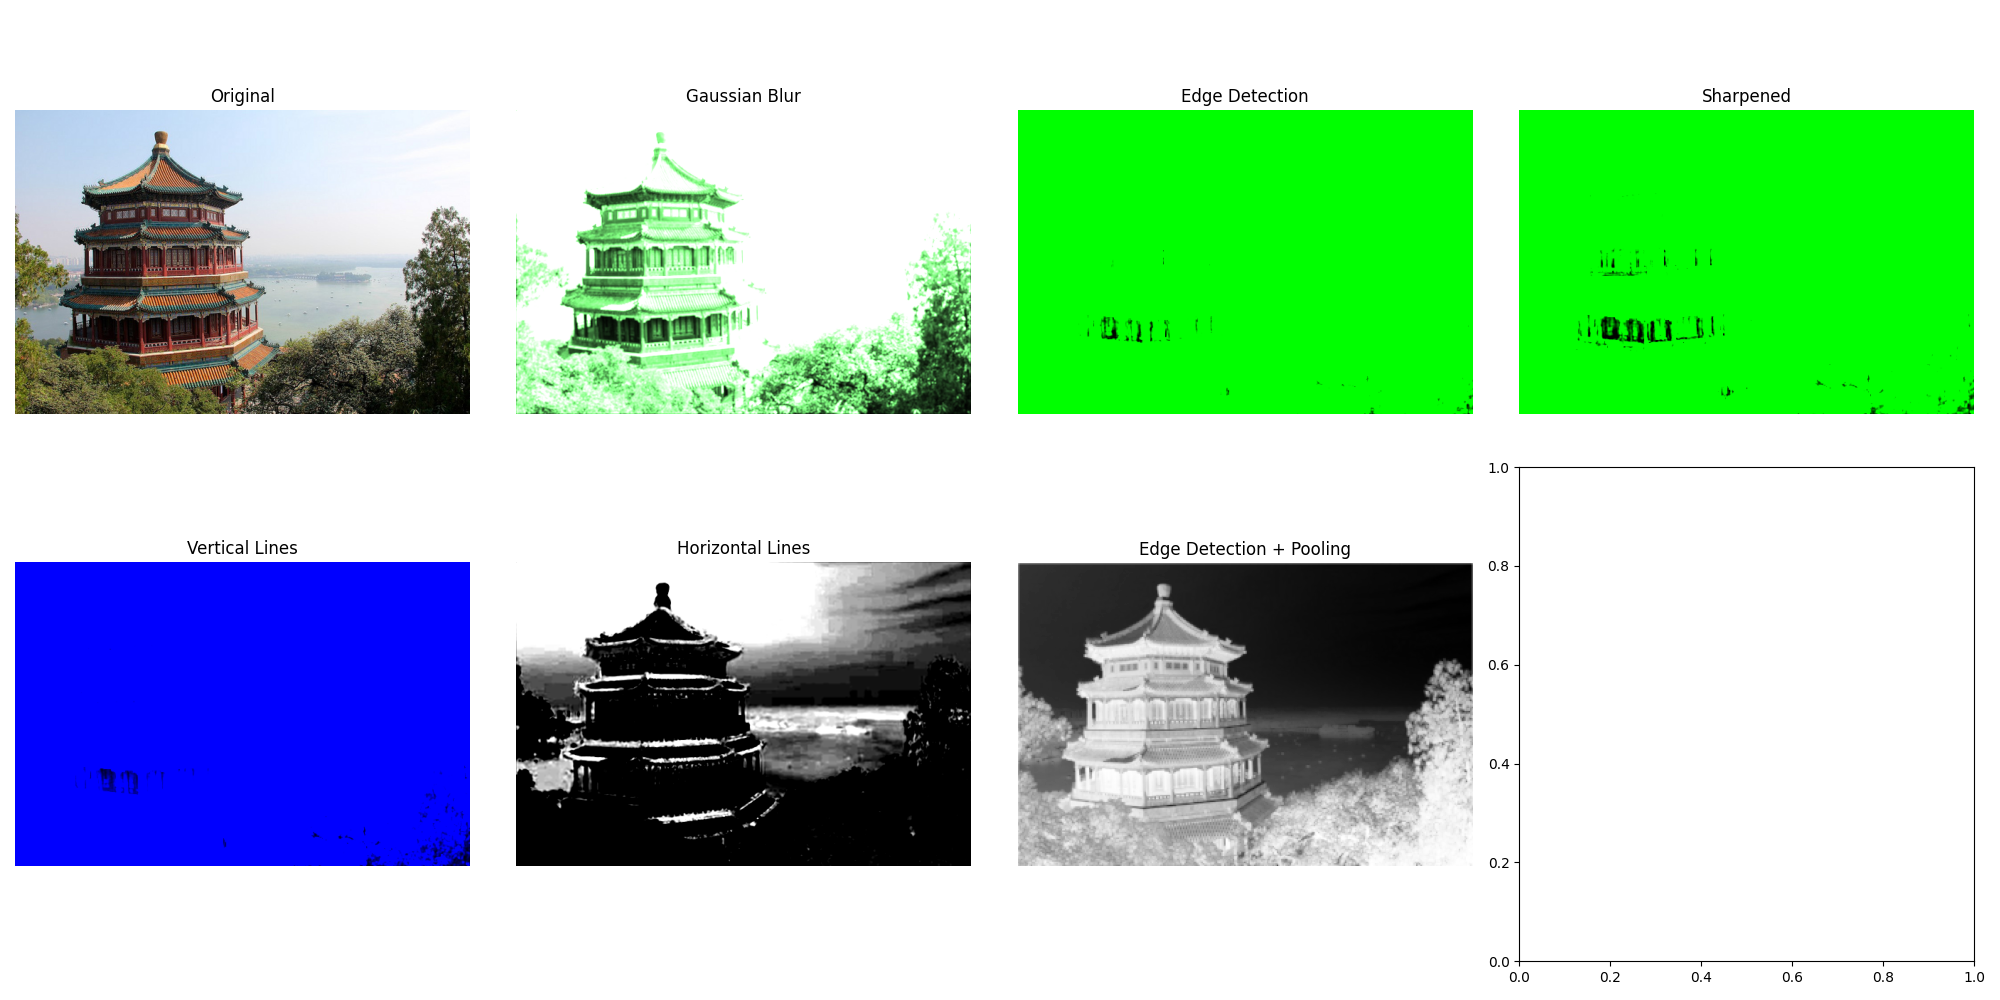 Original
Gaussian Blur
Edge Detection
Sharpened
Vertical Lines
Horizontal Lines
Edge Detection + Pooling
1.0
0.8
0.6
0.4
0.2
0.0
0.0 0.2 0.4 0.6 0.8 1.0